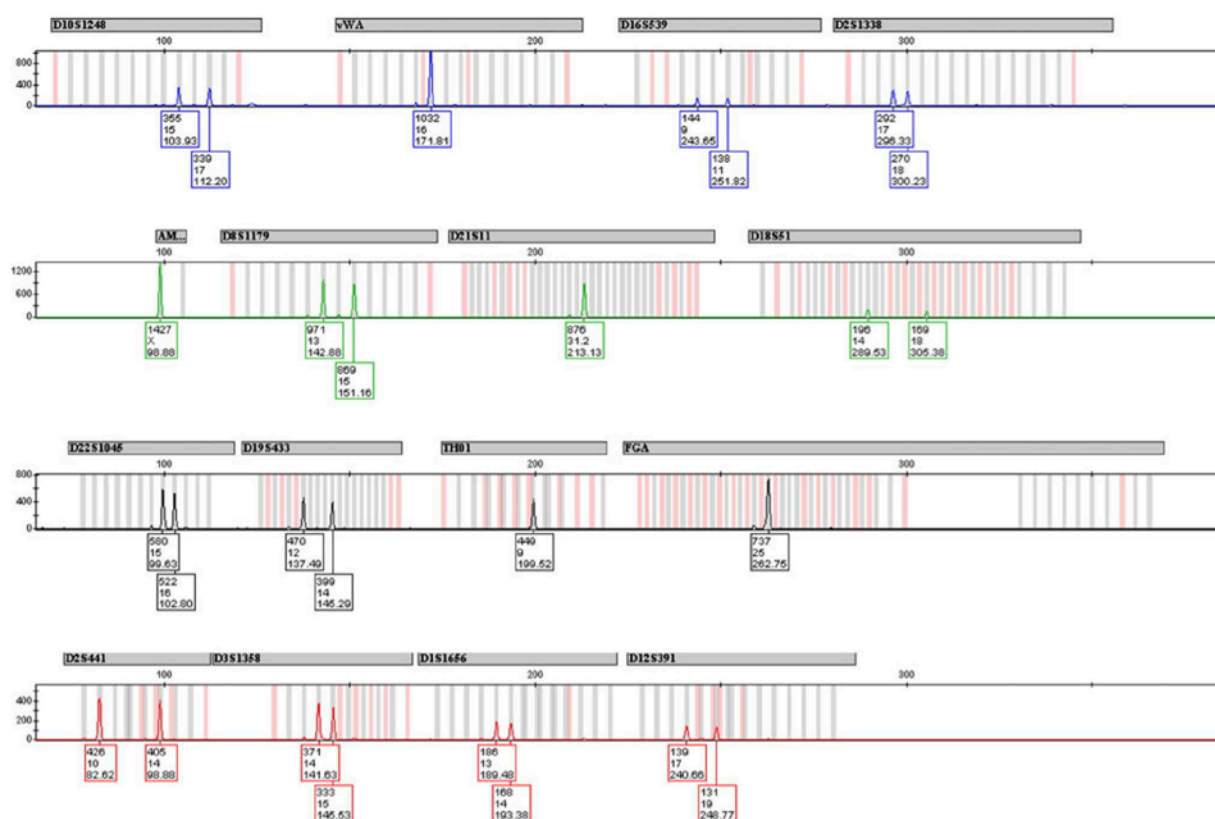 D10S1248 vWA D16S539 D2S1338
100 200 300
800
400
0
355 1032 144 292
15 16 9 17
103.93 171.81 243.65 296.33
339 138 270
17 11 18
112.20 251.82 300.23
AM... D8S1179 D21S11 D18S51
100 200 300
1200
600
0
1427 971 876 196 169
X 13 31.2 14 18
98.88 142.88 213.13 289.53 305.38
869
15
151.16
D22S1045 D19S433 TH01 FGA
100 200 300
800
400
0
580 470 449 737
15 12 9 25
99.63 137.49 199.52 262.75
522 399
16 14
102.80 145.29
D2S441 D3S1358 D1S1656 D12S391
100 200 300
400
200
0
426 405 371 186 139
10 14 14 13 17
82.62 98.88 141.63 189.48 240.66
333 168 131
15 14 19
145.53 193.38 248.77